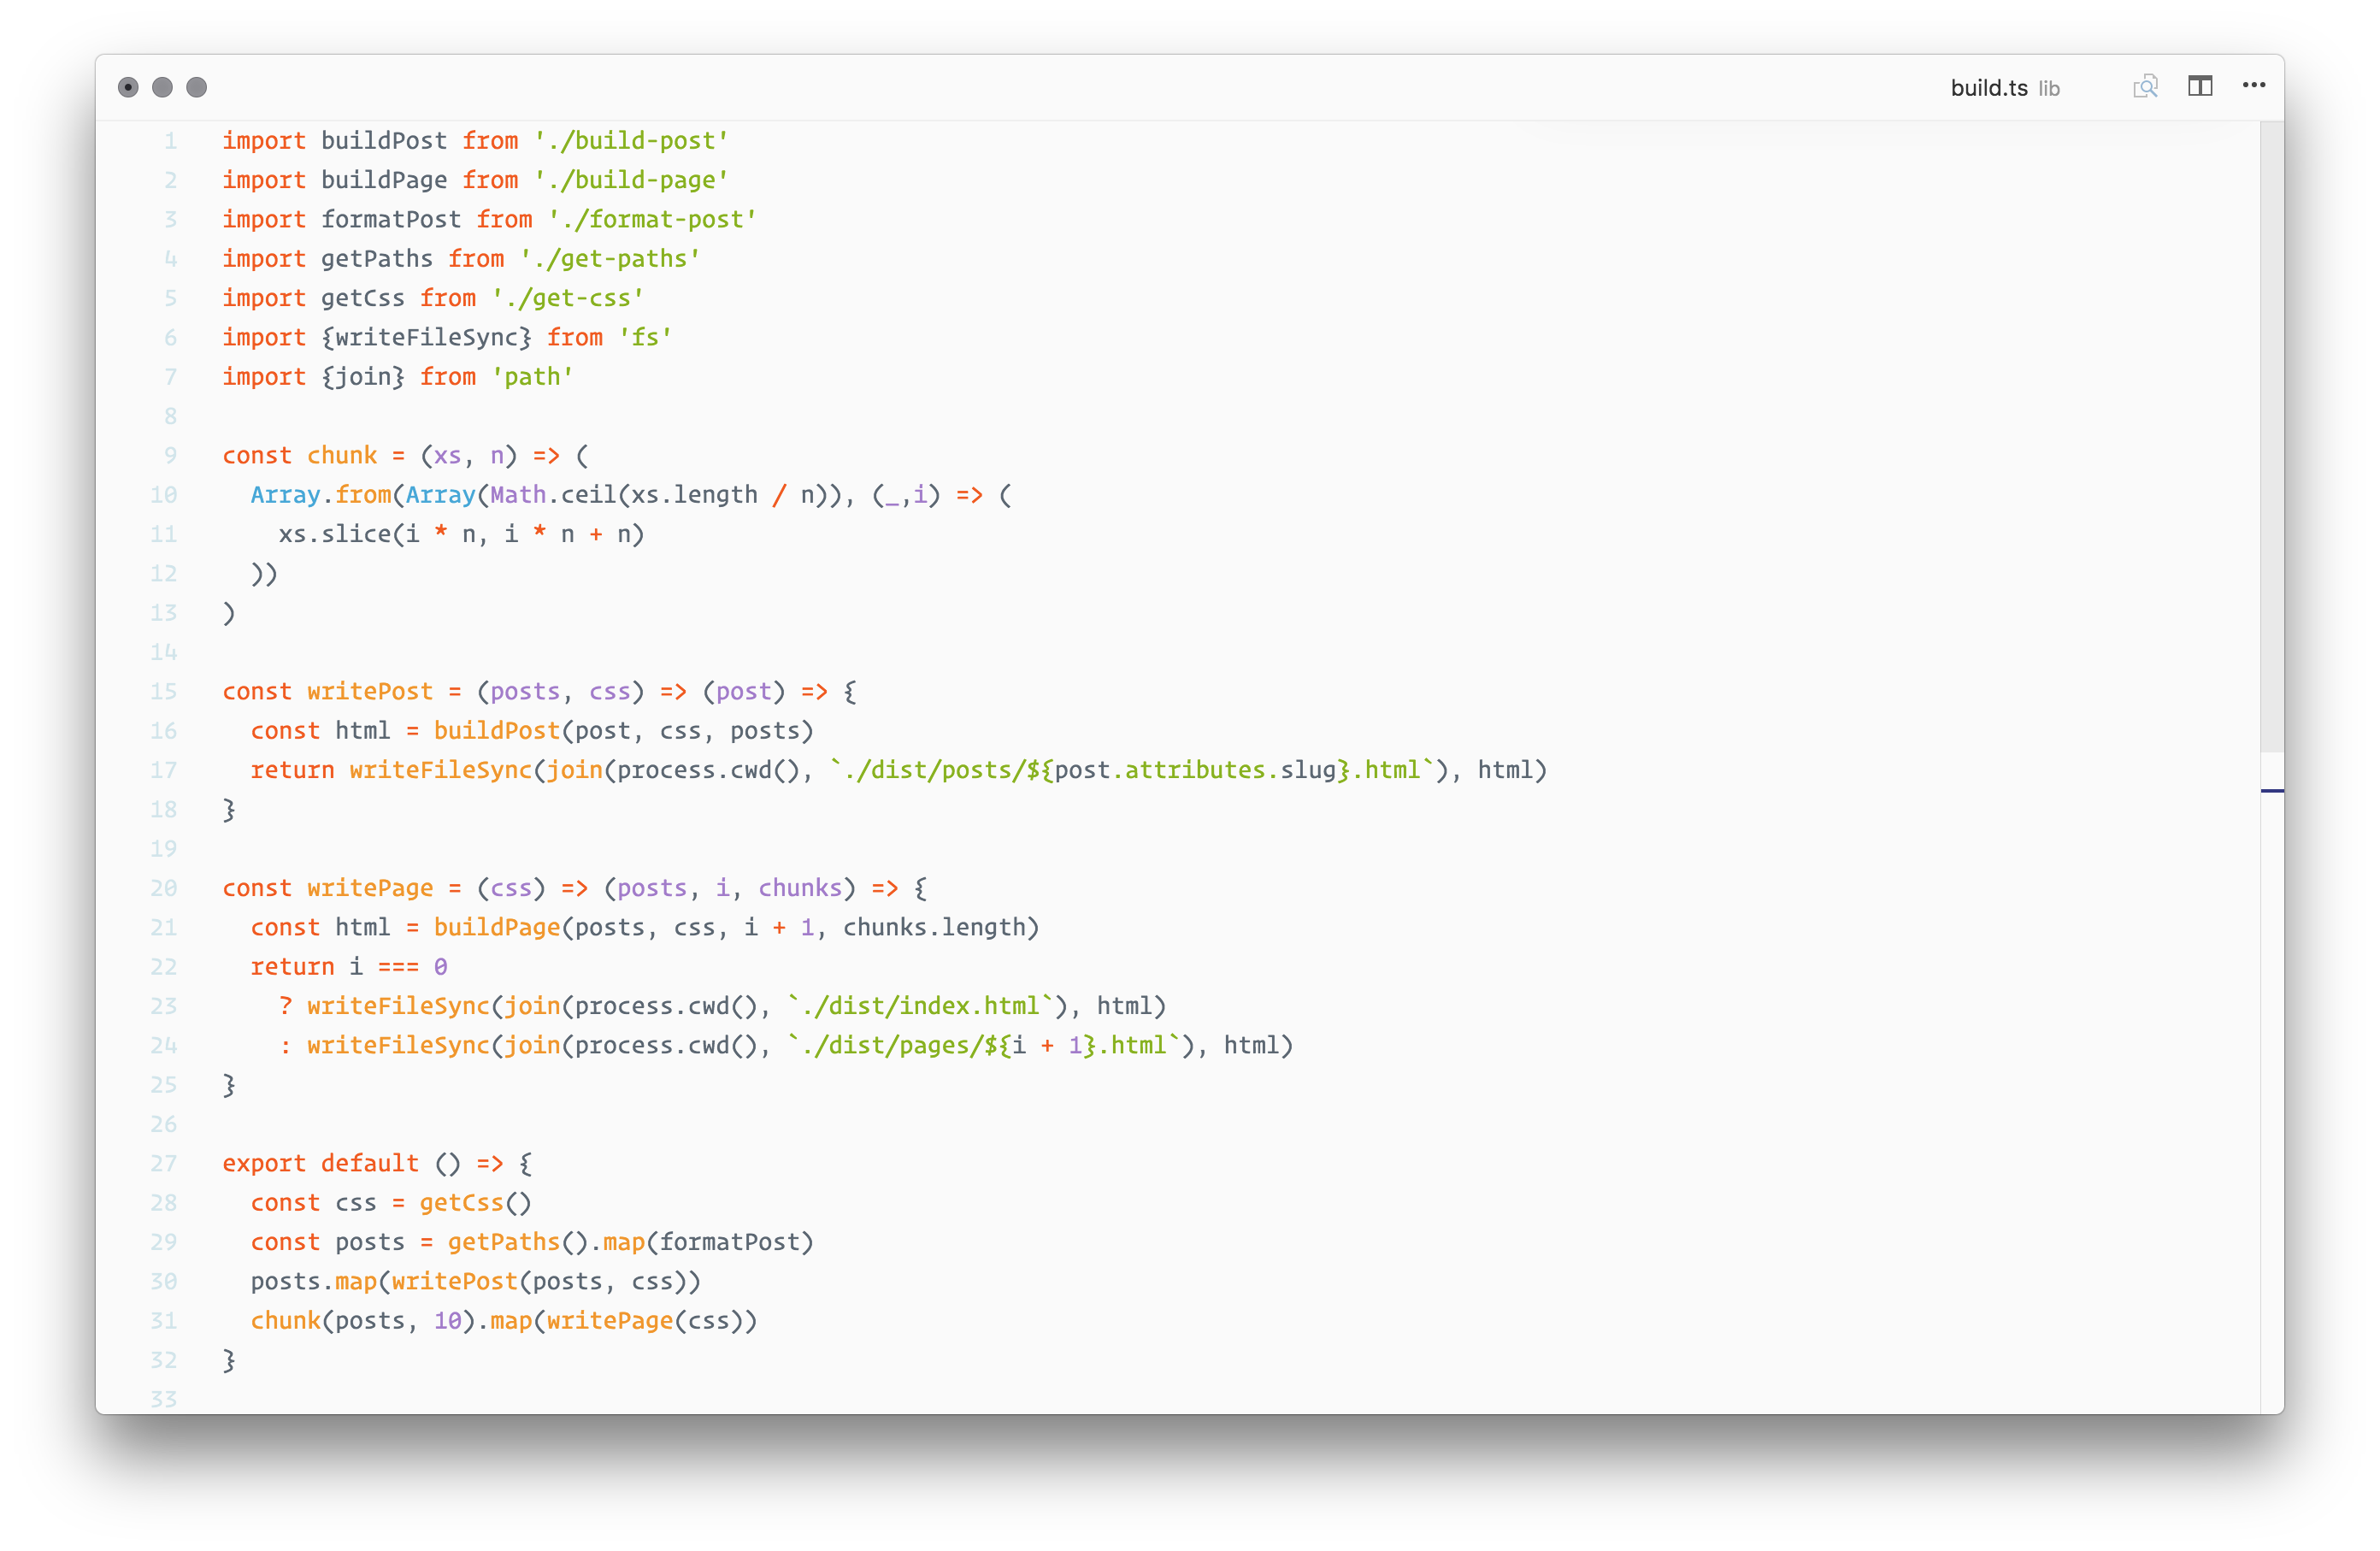 build.ts lib
1 import buildPost from './build-post'
2 import buildPage from './build-page'
3 import formatPost from './format-post'
4 import getPaths from './get-paths'
5 import getCss from './get-css'
6 import {writeFileSync} from 'fs'
7 import {join} from 'path'
8
9 const chunk = (xs, n) => (
10   Array.from(Array(Math.ceil(xs.length / n)), (_,i) => (
11     xs.slice(i * n, i * n + n)
12   ))
13 )
14
15 const writePost = (posts, css) => (post) => {
16   const html = buildPost(post, css, posts)
17   return writeFileSync(join(process.cwd(), `./dist/posts/${post.attributes.slug}.html`), html)
18 }
19
20 const writePage = (css) => (posts, i, chunks) => {
21   const html = buildPage(posts, css, i + 1, chunks.length)
22   return i === 0
23     ? writeFileSync(join(process.cwd(), `./dist/index.html`), html)
24     : writeFileSync(join(process.cwd(), `./dist/pages/${i + 1}.html`), html)
25 }
26
27 export default () => {
28   const css = getCss()
29   const posts = getPaths().map(formatPost)
30   posts.map(writePost(posts, css))
31   chunk(posts, 10).map(writePage(css))
32 }
33